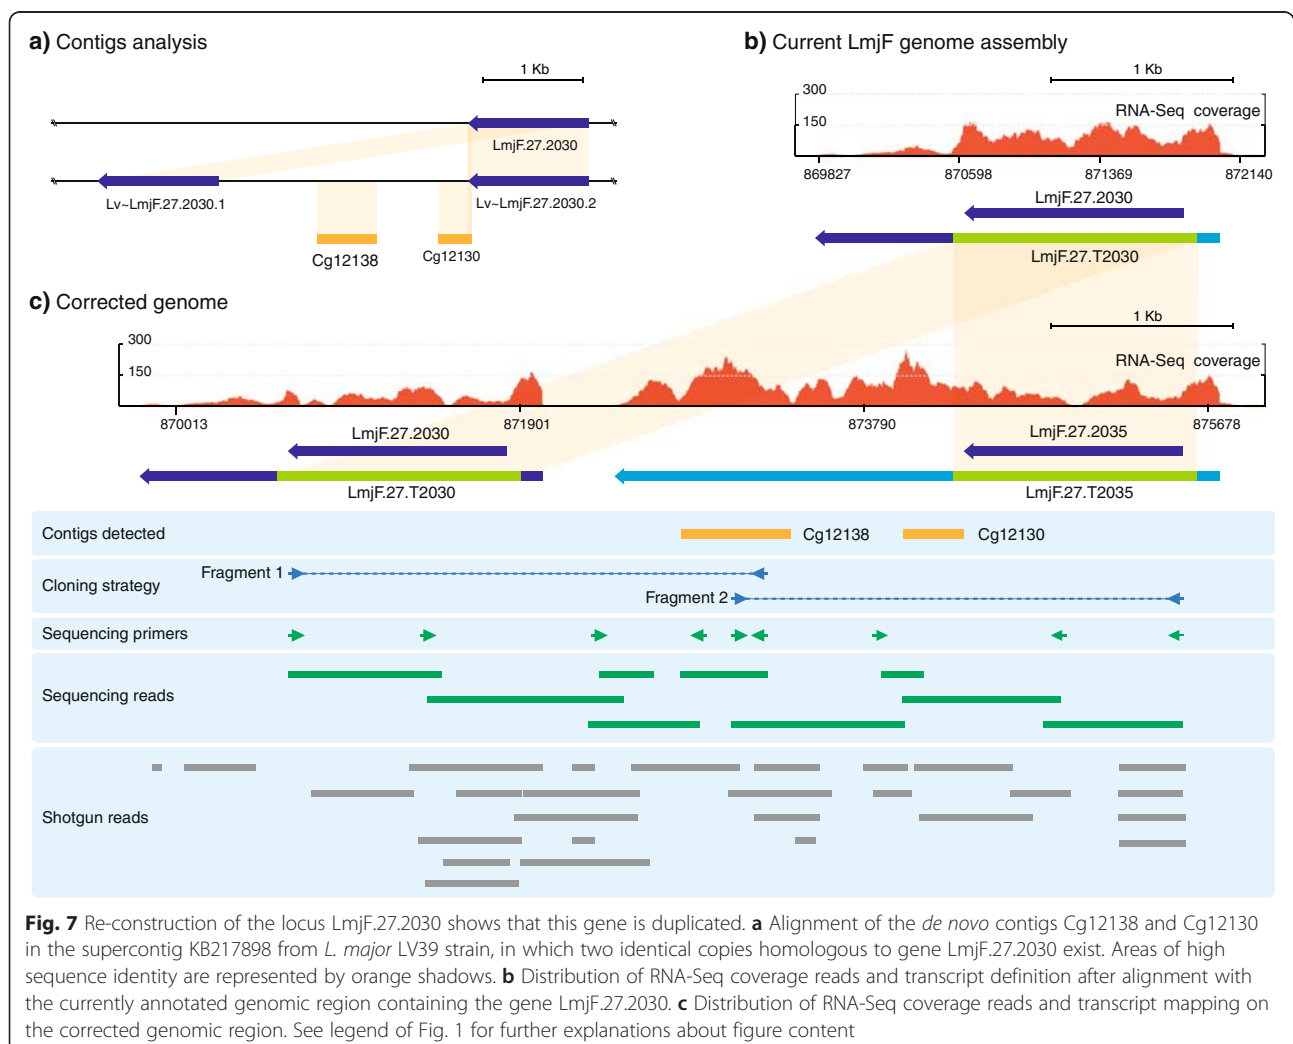 a) Contigs analysis
1 Kb
LmjF.27.2030
Lv~LmjF.27.2030.1
Lv~LmjF.27.2030.2
Cg12138
Cg12130
b) Current LmjF genome assembly
1 Kb
300
150
RNA-Seq coverage
869827
870598
871369
872140
LmjF.27.2030
LmjF.27.T2030
c) Corrected genome
1 Kb
300
150
RNA-Seq coverage
870013
871901
873790
875678
LmjF.27.2030
LmjF.27.2035
LmjF.27.T2030
LmjF.27.T2035
Contigs detected
Cg12138
Cg12130
Cloning strategy
Fragment 1
Fragment 2
Sequencing primers
Sequencing reads
Shotgun reads
Fig. 7 Re-construction of the locus LmjF.27.2030 shows that this gene is duplicated. a Alignment of the de novo contigs Cg12138 and Cg12130
in the supercontig KB217898 from L. major LV39 strain, in which two identical copies homologous to gene LmjF.27.2030 exist. Areas of high
sequence identity are represented by orange shadows. b Distribution of RNA-Seq coverage reads and transcript definition after alignment with
the currently annotated genomic region containing the gene LmjF.27.2030. c Distribution of RNA-Seq coverage reads and transcript mapping on
the corrected genomic region. See legend of Fig. 1 for further explanations about figure content